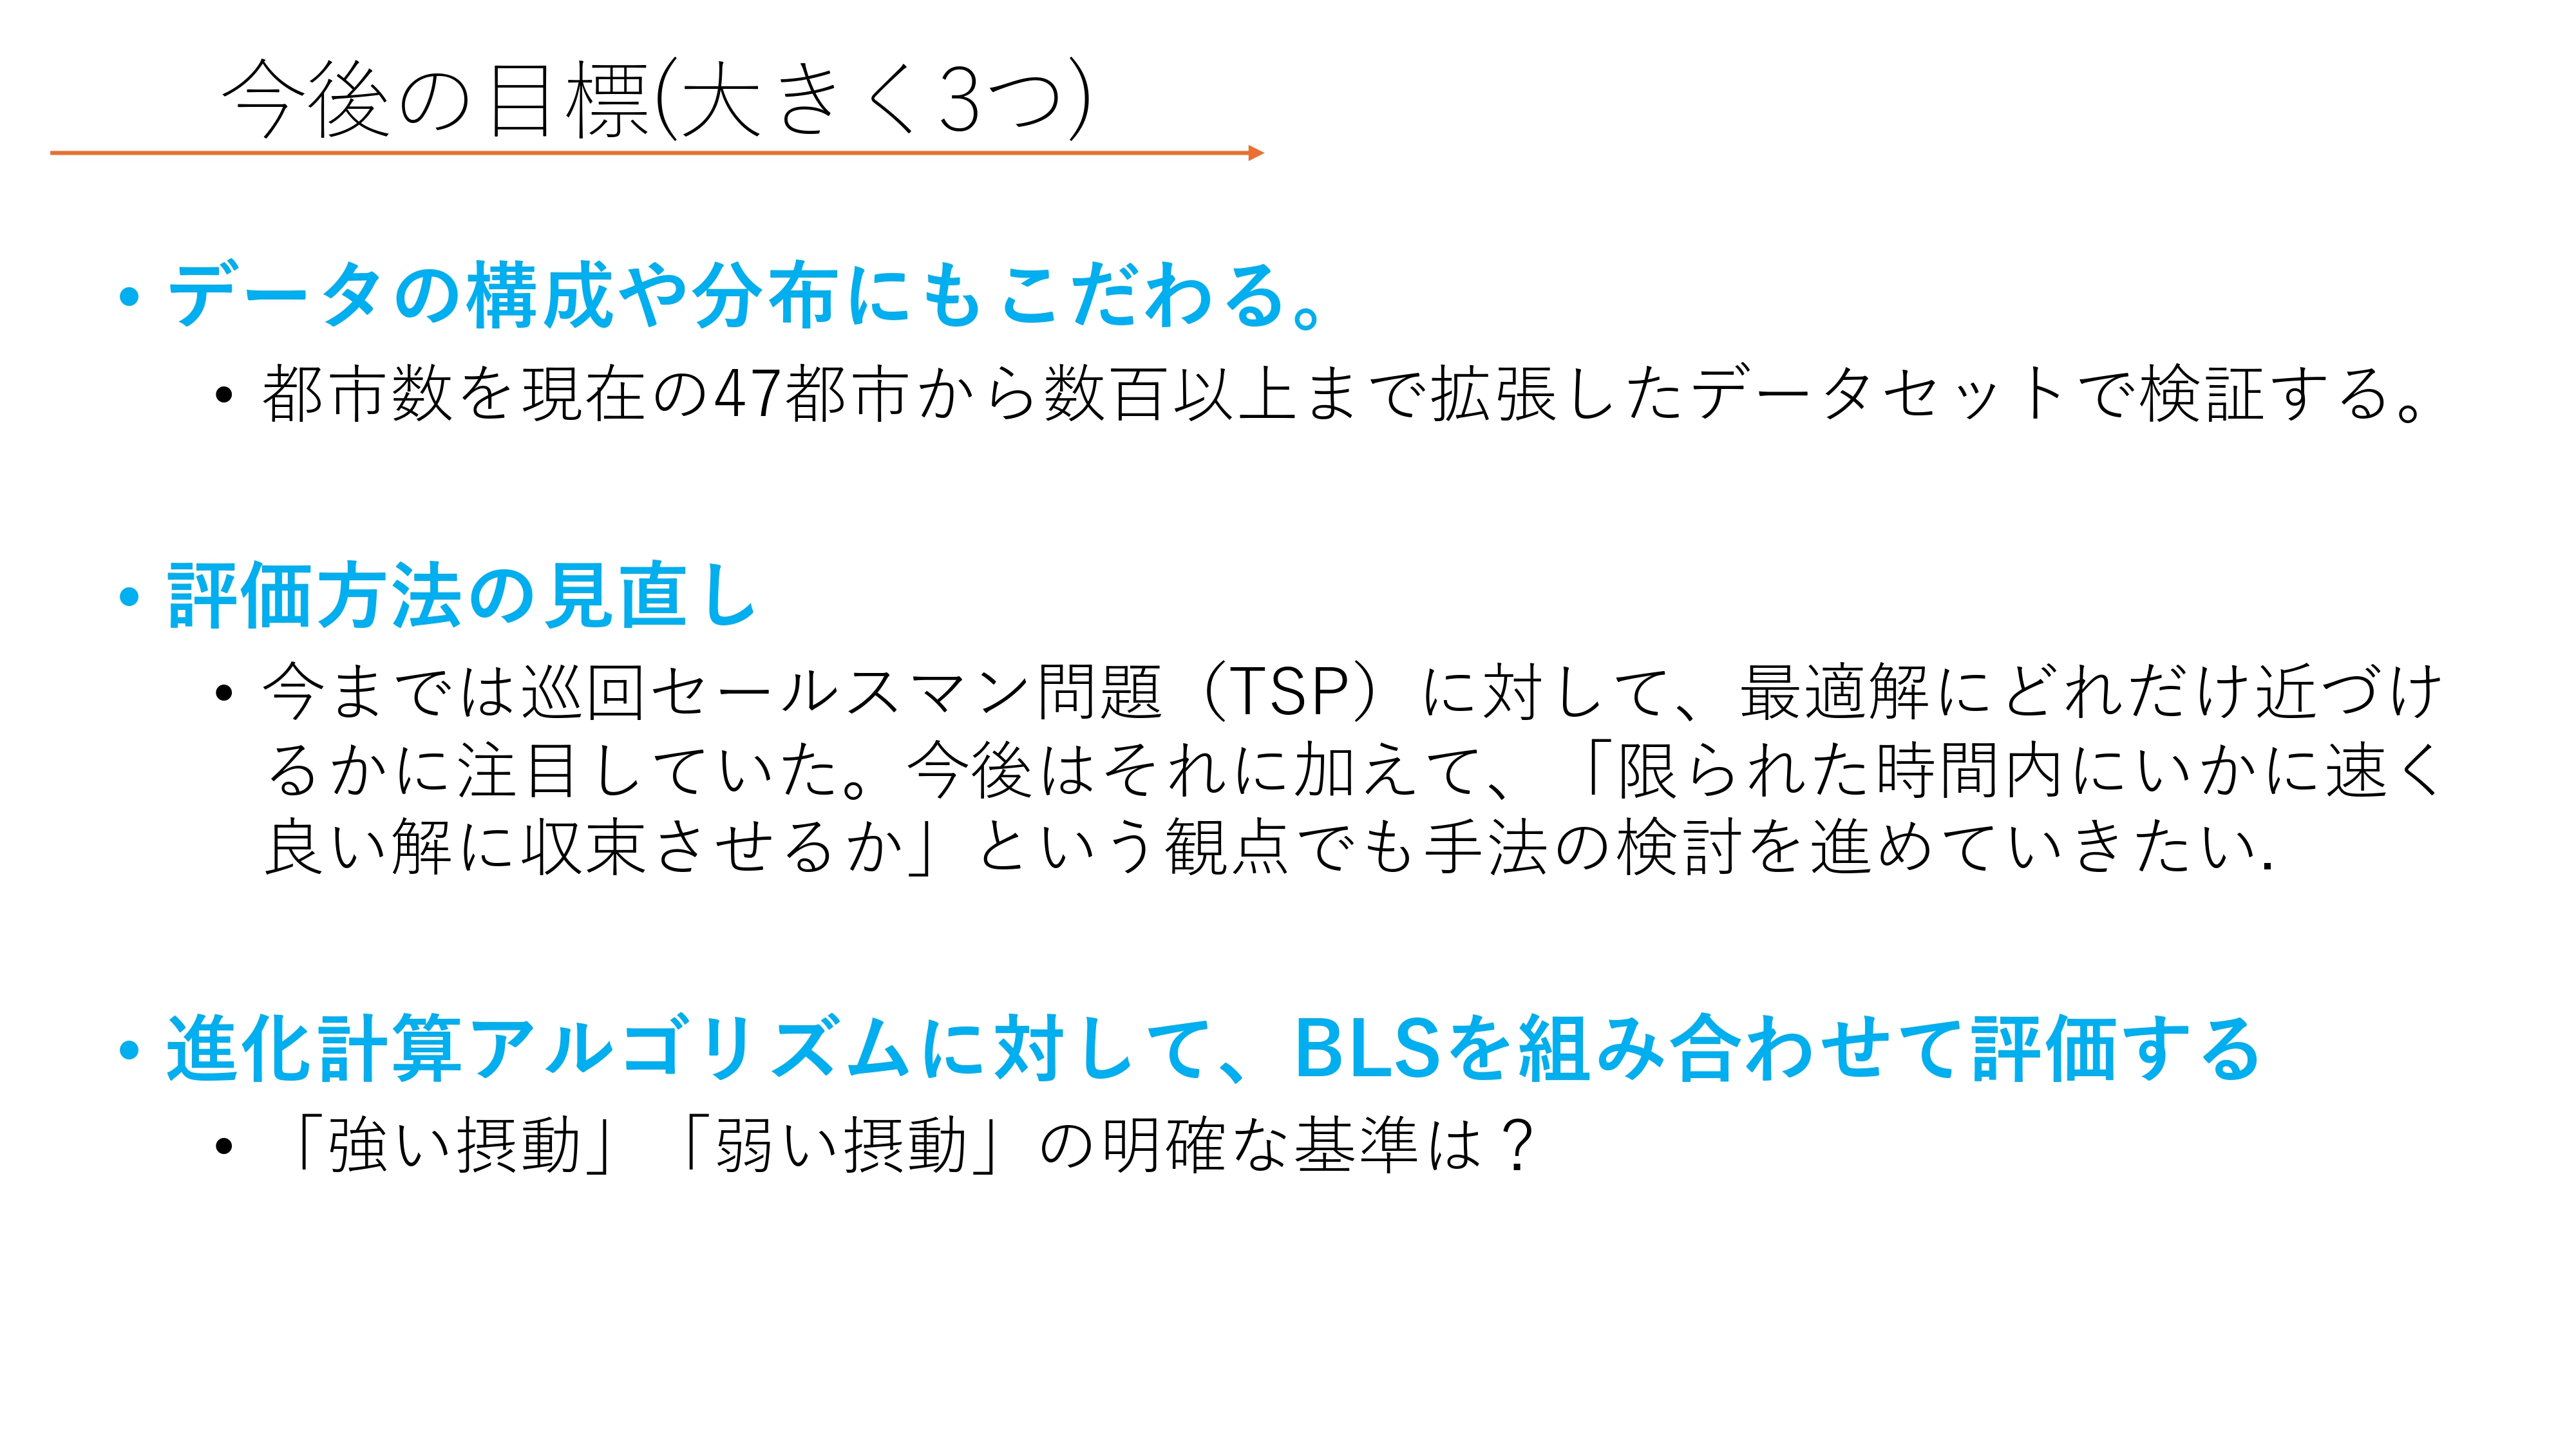 今後の目標(大きく3つ)
• データの構成や分布にもこだわる。
• 都市数を現在の47都市から数百以上まで拡張したデータセットで検証する。
• 評価方法の見直し
• 今までは巡回セールスマン問題（TSP）に対して、最適解にどれだけ近づけ
るかに注目していた。今後はそれに加えて、「限られた時間内にいかに速く
良い解に収束させるか」という観点でも手法の検討を進めていきたい.
• 進化計算アルゴリズムに対して、BLSを組み合わせて評価する
• 「強い摂動」「弱い摂動」の明確な基準は？